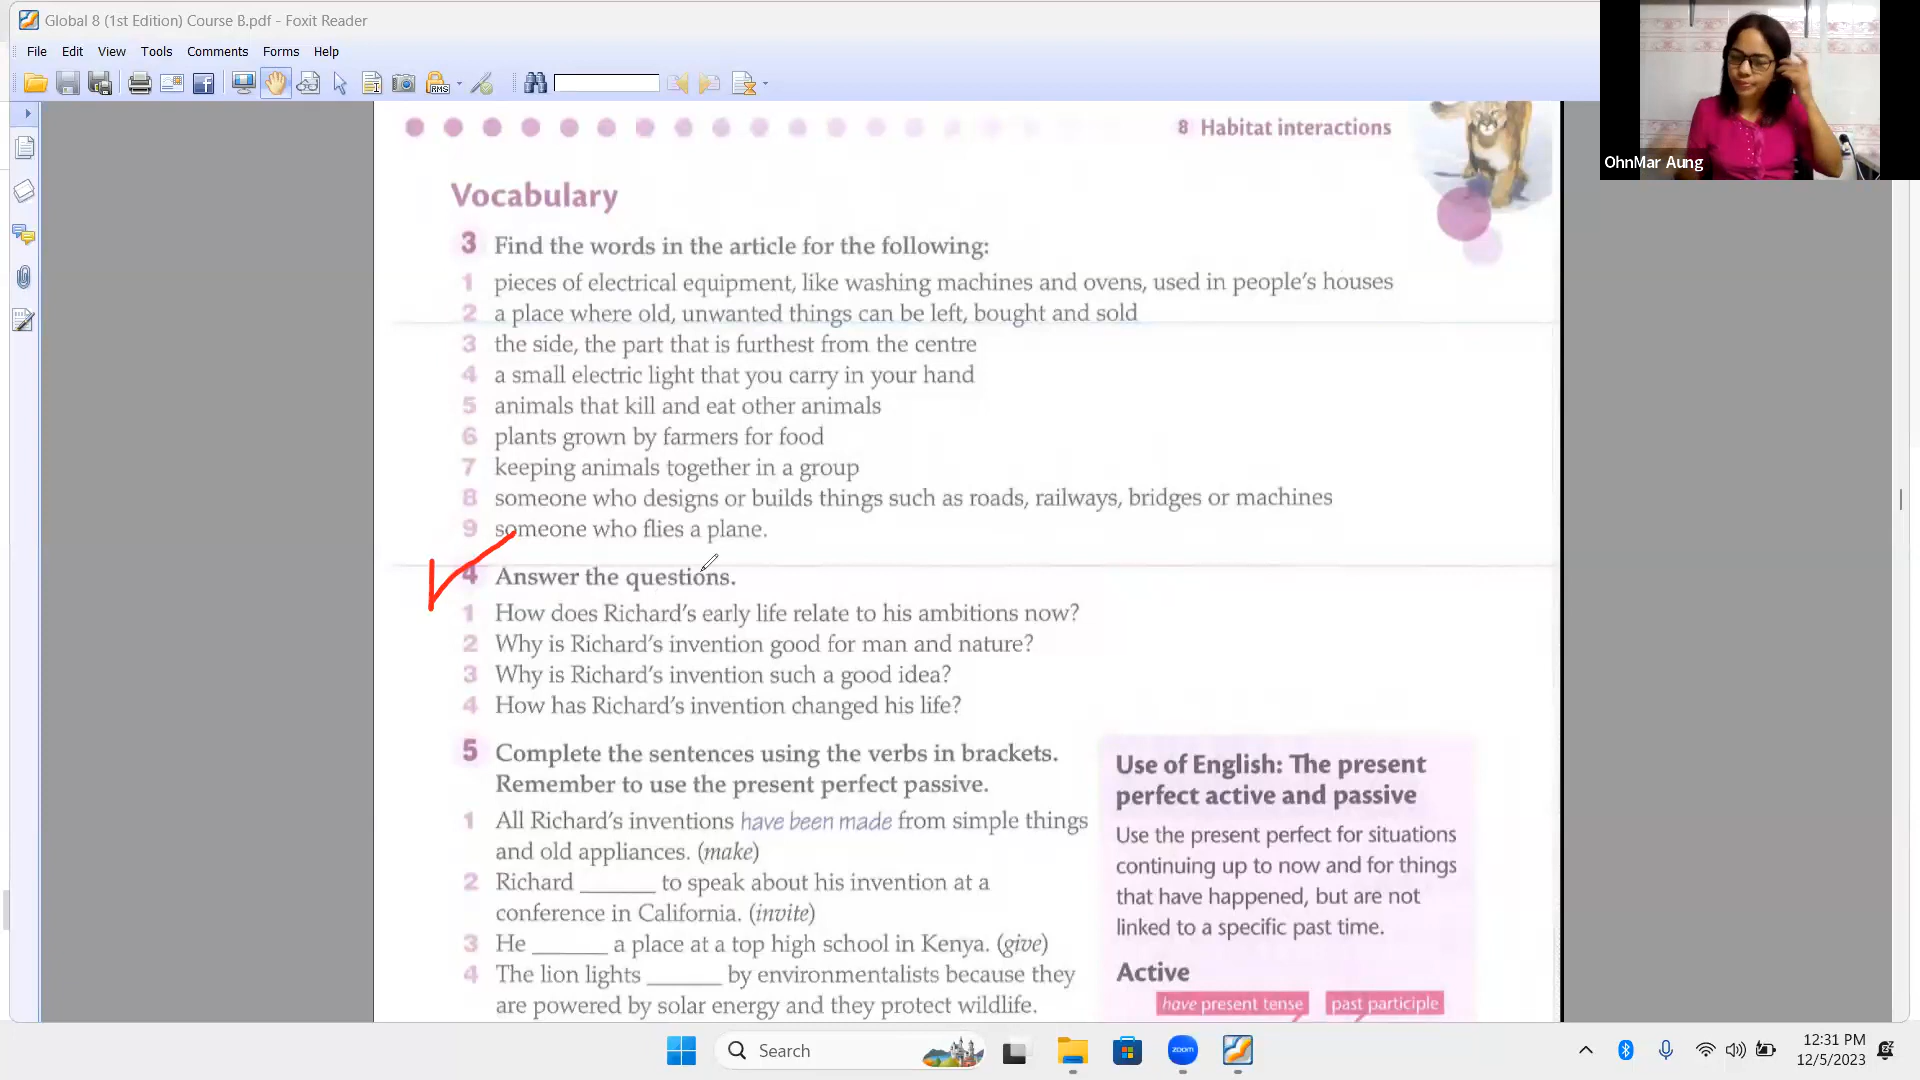 Global 8 (1st Edition) Course B.pdf - Foxit Reader
File Edit View Tools Comments Forms Help
RMS
OhnMar Aung
8 Habitat interactions
Vocabulary
3 Find the words in the article for the following:
1 pieces of electrical equipment, like washing machines and ovens, used in people's houses
2 a place where old, unwanted things can be left, bought and sold
3 the side, the part that is furthest from the centre
4 a small electric light that you carry in your hand
5 animals that kill and eat other animals
6 plants grown by farmers for food
7 keeping animals together in a group
8 someone who designs or builds things such as roads, railways, bridges or machines
9 someone who flies a plane.
4 Answer the questions.
1 How does Richard's early life relate to his ambitions now?
2 Why is Richard's invention good for man and nature?
3 Why is Richard's invention such a good idea?
4 How has Richard's invention changed his life?
5 Complete the sentences using the verbs in brackets.
Remember to use the present perfect passive.
1 All Richard's inventions have been made from simple things
and old appliances. (make)
2 Richard ______ to speak about his invention at a
conference in California. (invite)
3 He ______ a place at a top high school in Kenya. (give)
4 The lion lights ______ by environmentalists because they
are powered by solar energy and they protect wildlife.
Use of English: The present
perfect active and passive
Use the present perfect for situations
continuing up to now and for things
that have happened, but are not
linked to a specific past time.
Active
have present tense past participle
Search
zoom
12:31 PM
12/5/2023